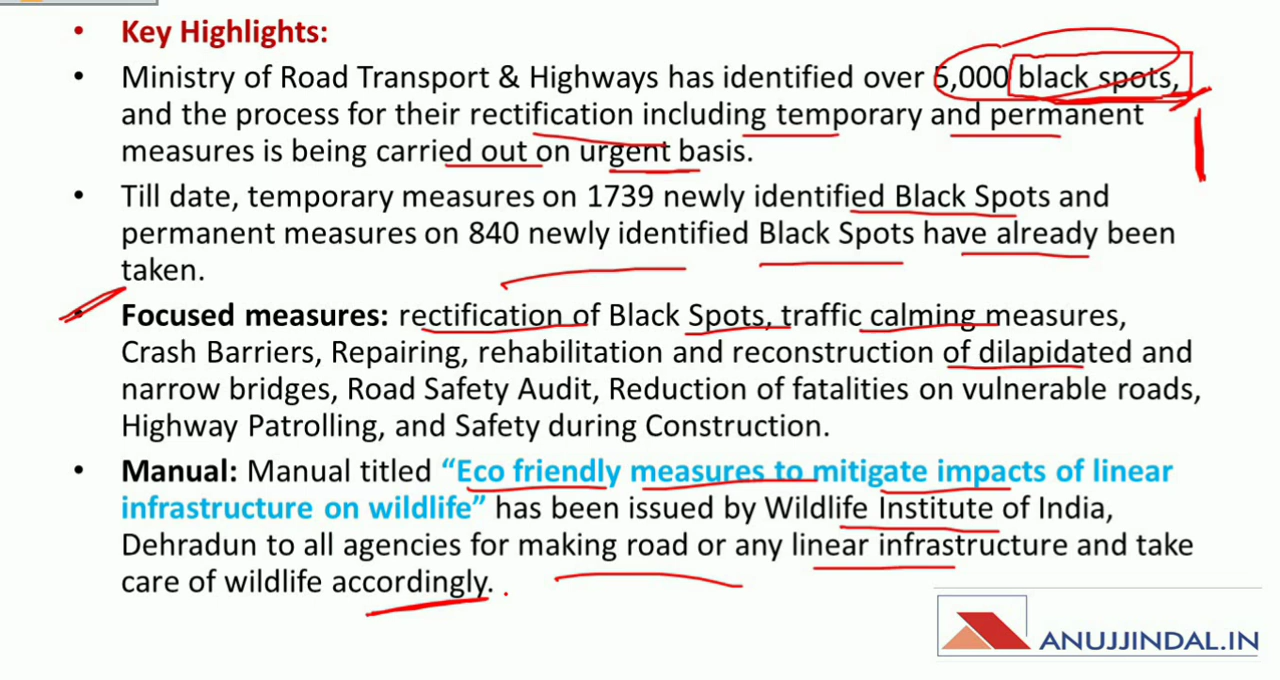 • Key Highlights:
• Ministry of Road Transport & Highways has identified over 5,000 black spots,
and the process for their rectification including temporary and permanent
measures is being carried out on urgent basis.
• Till date, temporary measures on 1739 newly identified Black Spots and
permanent measures on 840 newly identified Black Spots have already been
taken.
• Focused measures: rectification of Black Spots, traffic calming measures,
Crash Barriers, Repairing, rehabilitation and reconstruction of dilapidated and
narrow bridges, Road Safety Audit, Reduction of fatalities on vulnerable roads,
Highway Patrolling, and Safety during Construction.
• Manual: Manual titled “Eco friendly measures to mitigate impacts of linear
infrastructure on wildlife” has been issued by Wildlife Institute of India,
Dehradun to all agencies for making road or any linear infrastructure and take
care of wildlife accordingly.
ANUJJINDAL.IN